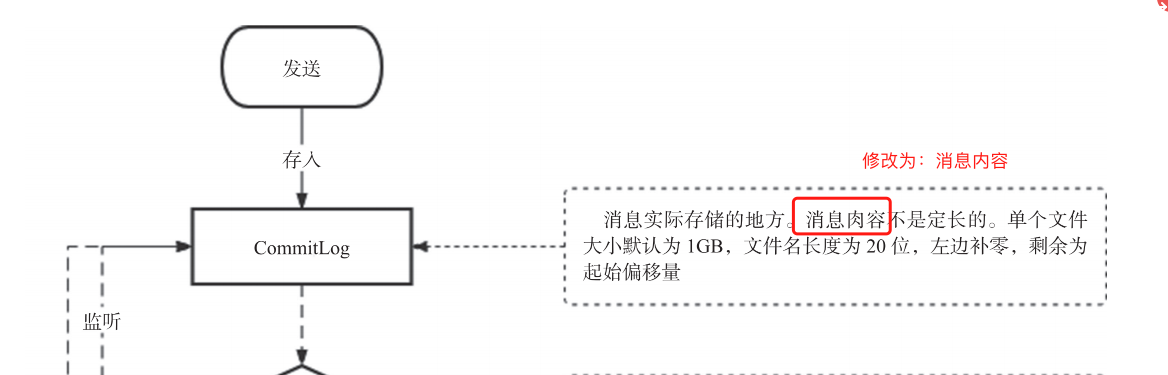 发送
存入
修改为：消息内容
消息实际存储的地方。消息肉容不是定长的。单个文件
大小默认为 1GB，文件名长度为 20 位，左边补零，剩余为
起始偏移量
CommitLog
监听